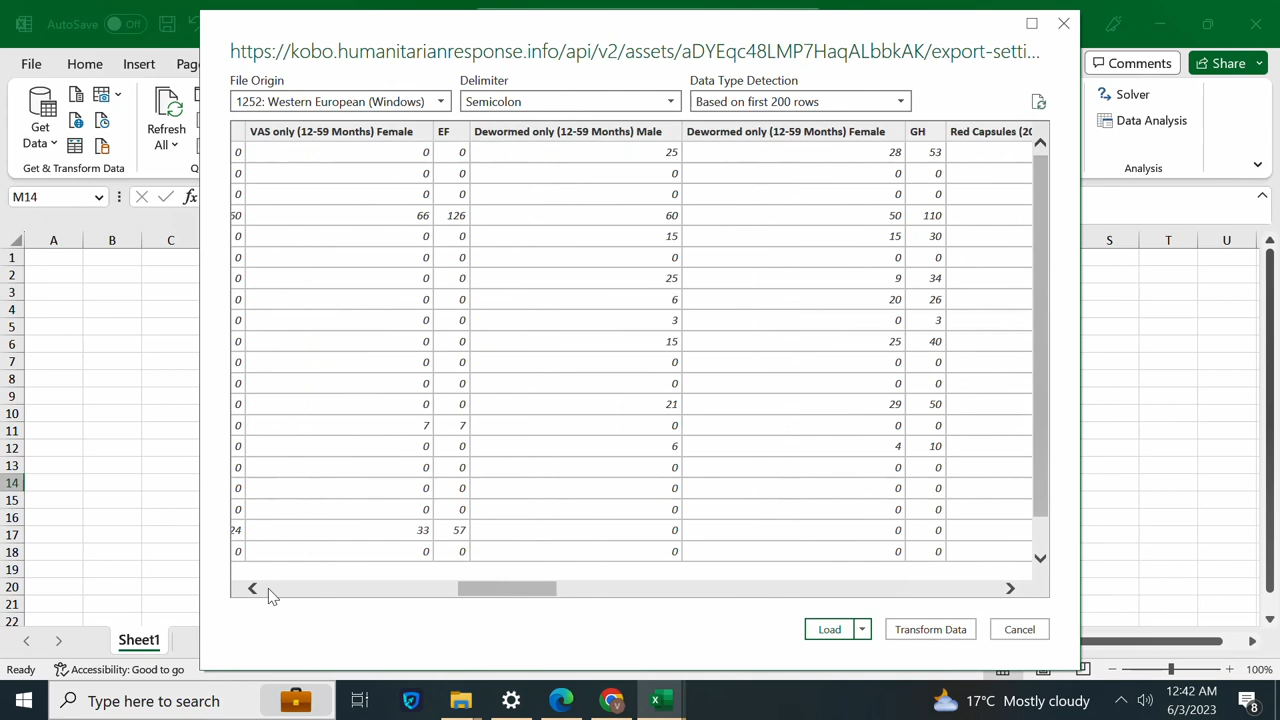 AutoSave Off
https://kobo.humanitarianresponse.info/api/v2/assets/aDYEqc48LMP7HaqALbbkAK/export-setti...
File Home Insert
Comments Share
File Origin Delimiter Data Type Detection
1252: Western European (Windows) Semicolon Based on first 200 rows
Get Data
Refresh All
Get & Transform Data
Solver
Data Analysis
Analysis
M14 fx
VAS only (12-59 Months) Female EF Dewormed only (12-59 Months) Male Dewormed only (12-59 Months) Female GH Red Capsules
0 0 0 25 28 53
0 0 0 0 0 0
0 0 0 0 0 0
60 66 126 60 50 110
0 0 0 15 15 30
0 0 0 0 0 0
0 0 0 25 9 34
0 0 0 6 20 26
0 0 0 3 0 3
0 0 0 15 25 40
0 0 0 0 0 0
0 0 0 0 0 0
0 0 0 21 29 50
0 7 7 0 0 0
0 0 0 6 4 10
0 0 0 0 0 0
0 0 0 0 0 0
0 0 0 0 0 0
24 33 57 0 0 0
0 0 0 0 0 0
A B C S T U
1
2
3
4
5
6
7
8
9
10
11
12
13
14
15
16
17
18
19
20
21
22
Load Transform Data Cancel
Sheet1
Ready Accessibility: Good to go 100%
Type here to search 17°C Mostly cloudy 12:42 AM
6/3/2023 8